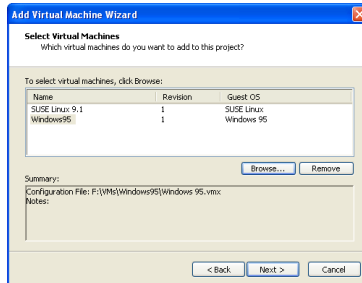 Add Virtual Machine Wizard
Select Virtual Machines
Which virtual machines do you want to add to this project?
To select virtual machines, click Browse:
Name Revision Guest OS
SUSE Linux 9.1 1 SUSE Linux
Windows95 1 Windows 95
Browse... Remove
Summary:
Configuration File: F:\VMs\Windows95\Windows 95.vmx
Notes:
< Back Next > Cancel